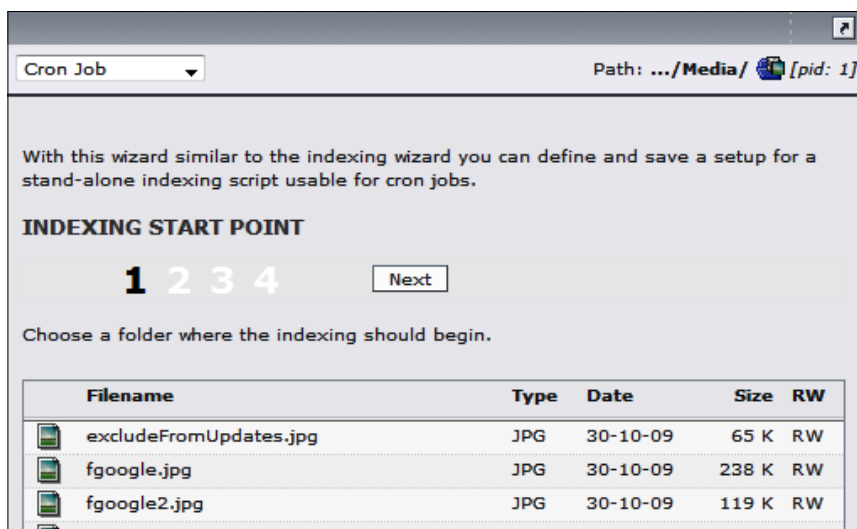 Cron Job
Path: .../Media/ [pid: 1]
With this wizard similar to the indexing wizard you can define and save a setup for a
stand-alone indexing script usable for cron jobs.
INDEXING START POINT
1 2 3 4 Next
Choose a folder where the indexing should begin.
Filename Type Date Size RW
excludeFromUpdates.jpg JPG 30-10-09 65 K RW
fgoogle.jpg JPG 30-10-09 238 K RW
fgoogle2.jpg JPG 30-10-09 119 K RW